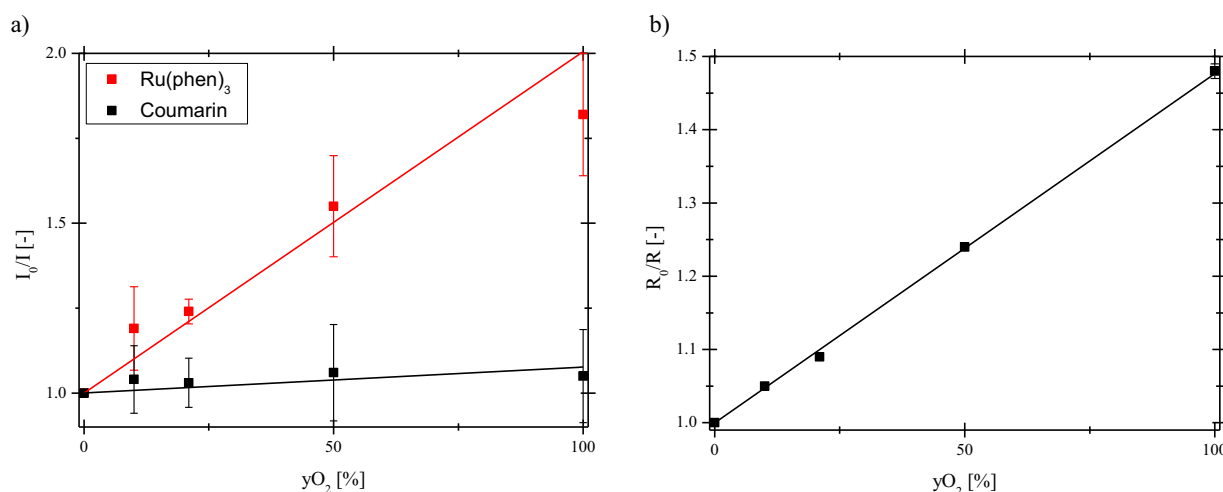 a)
2.0
1.5
1.0
I₀/I [-]
Ru(phen)₃
Coumarin
0
50
100
yO₂ [%]
b)
1.5
1.4
1.3
1.2
1.1
1.0
R₀/R [-]
0
50
100
yO₂ [%]